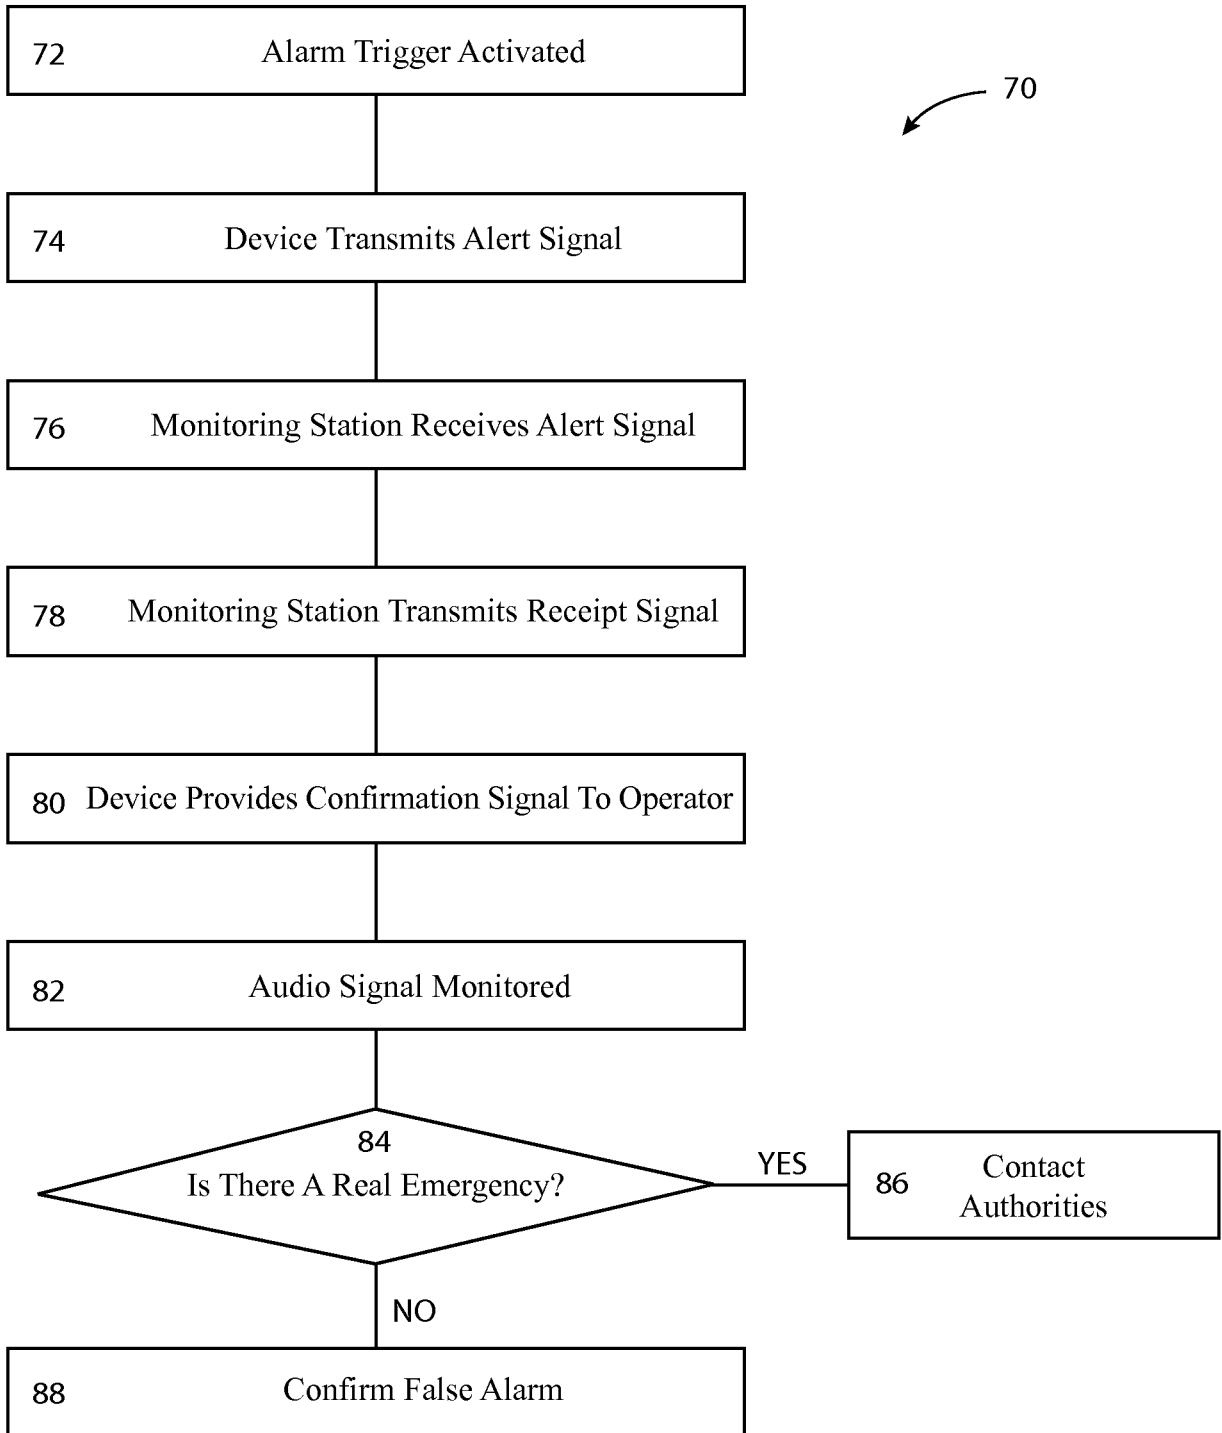 72 Alarm Trigger Activated
70
74 Device Transmits Alert Signal
76 Monitoring Station Receives Alert Signal
78 Monitoring Station Transmits Receipt Signal
80 Device Provides Confirmation Signal To Operator
82 Audio Signal Monitored
84
Is There A Real Emergency?
YES
86 Contact
Authorities
NO
88 Confirm False Alarm